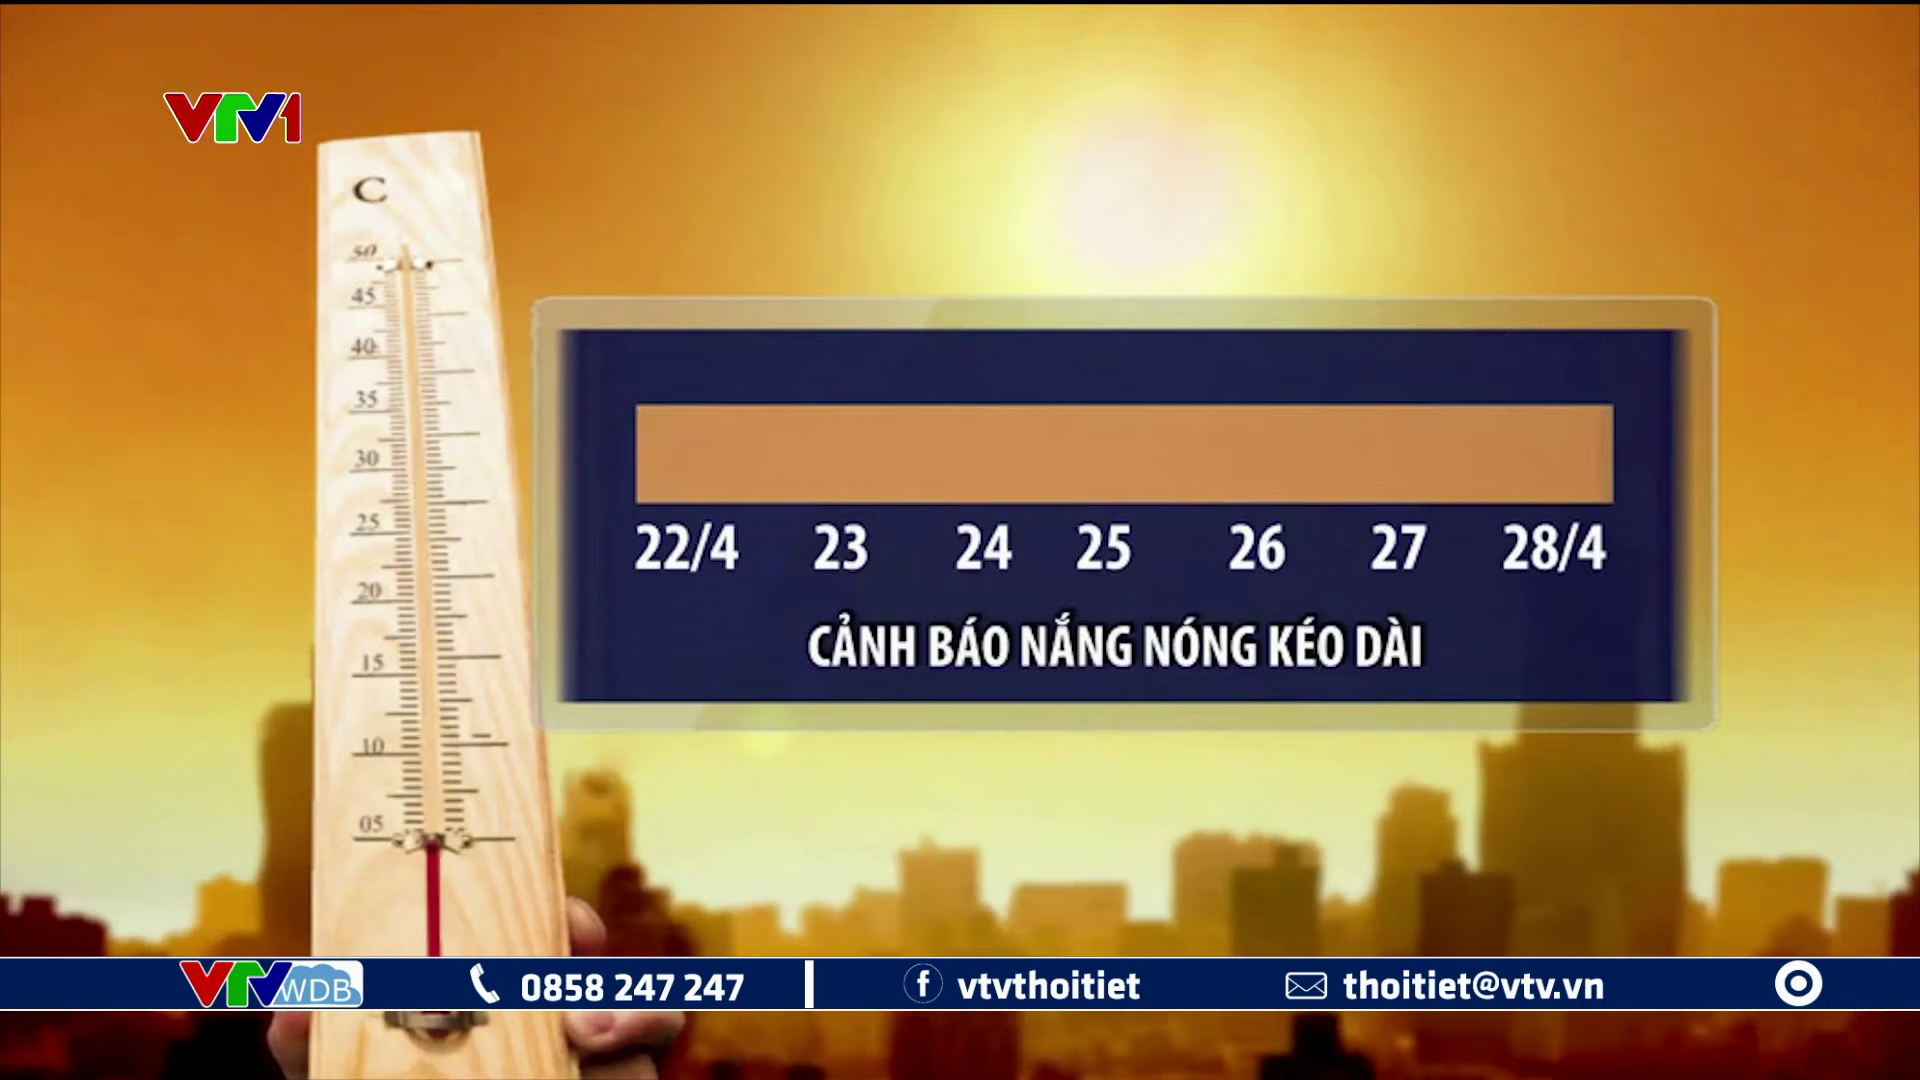 VTV1
C
50
45
40
35
30
25
20
15
10
05
22/4 23 24 25 26 27 28/4
CẢNH BÁO NẮNG NÓNG KÉO DÀI
VTV WDB 0858 247 247 vtvthoitiet thoitiet@vtv.vn